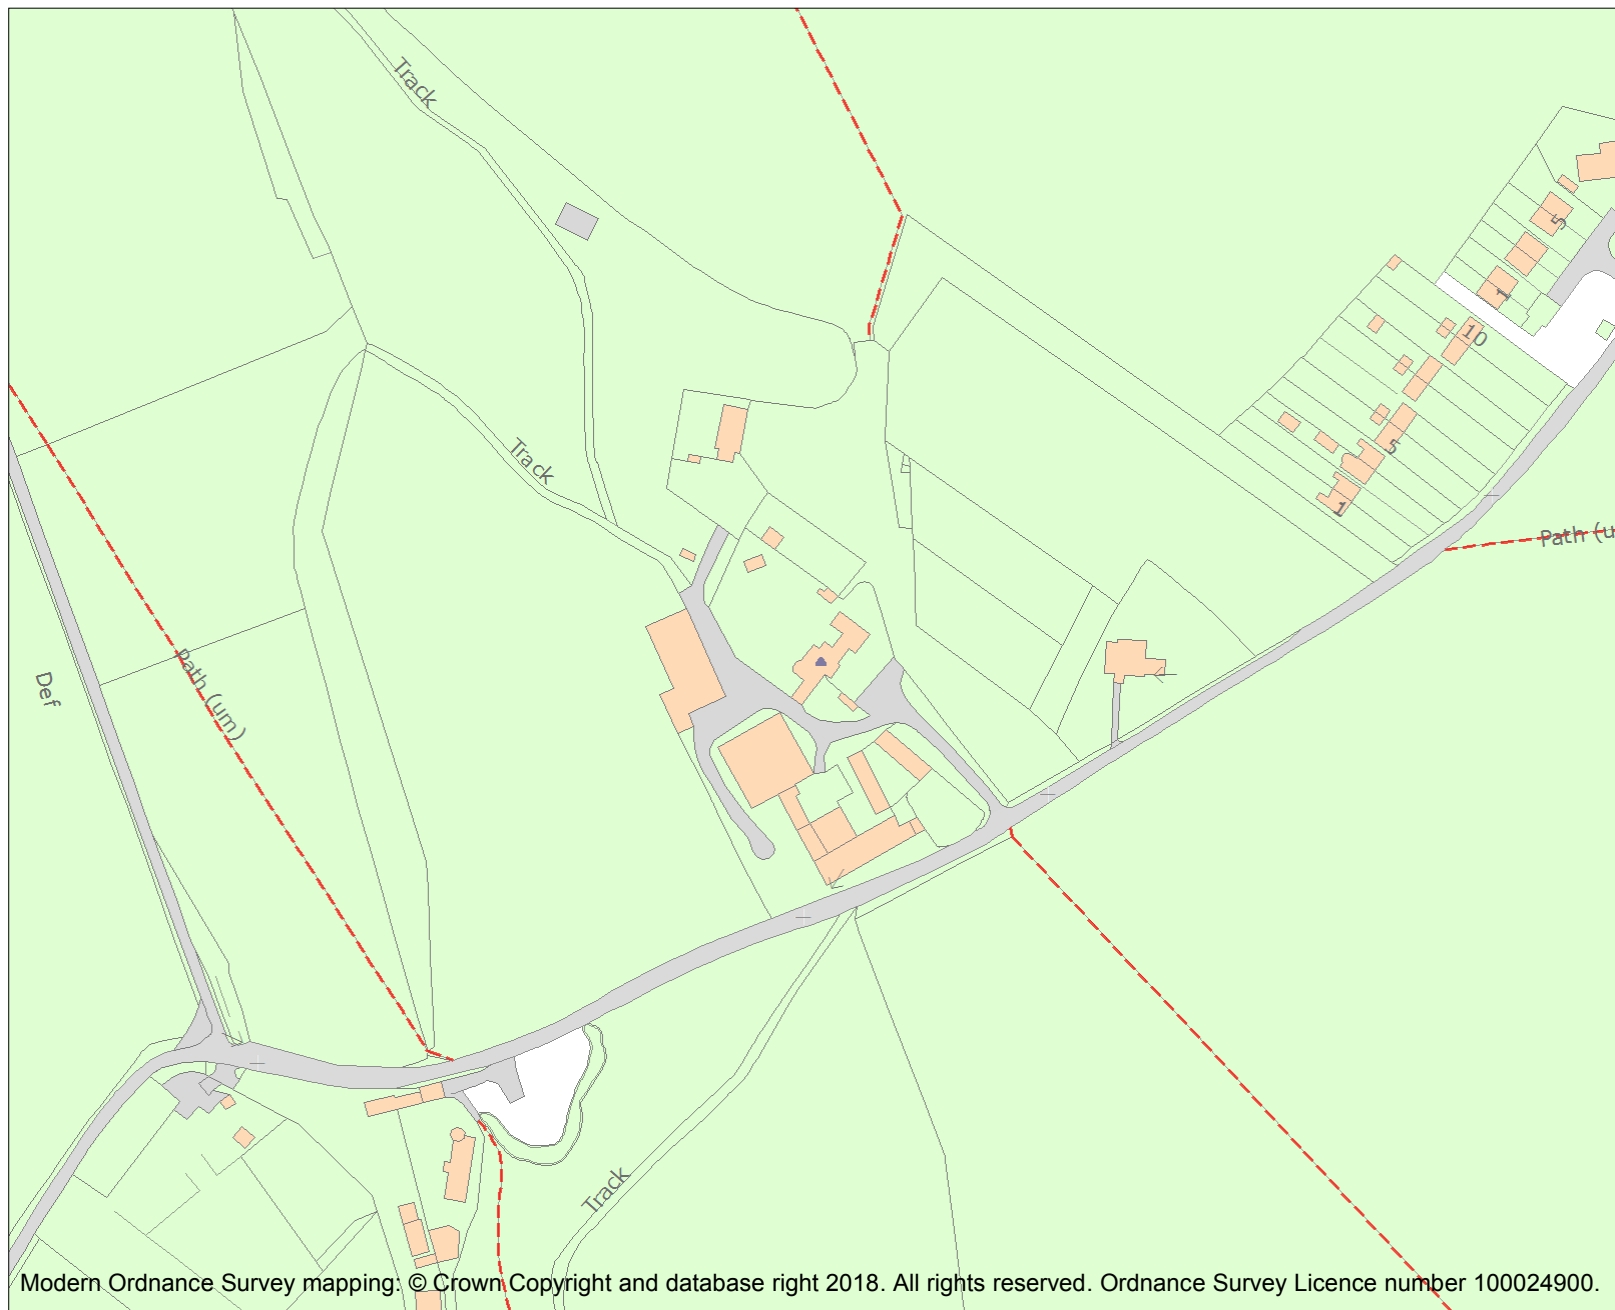 Track
5
1
10
Track
5
1
Path (u
Path (um)
Def
Track
Modern Ordnance Survey mapping: © Crown Copyright and database right 2018. All rights reserved. Ordnance Survey Licence number 100024900.